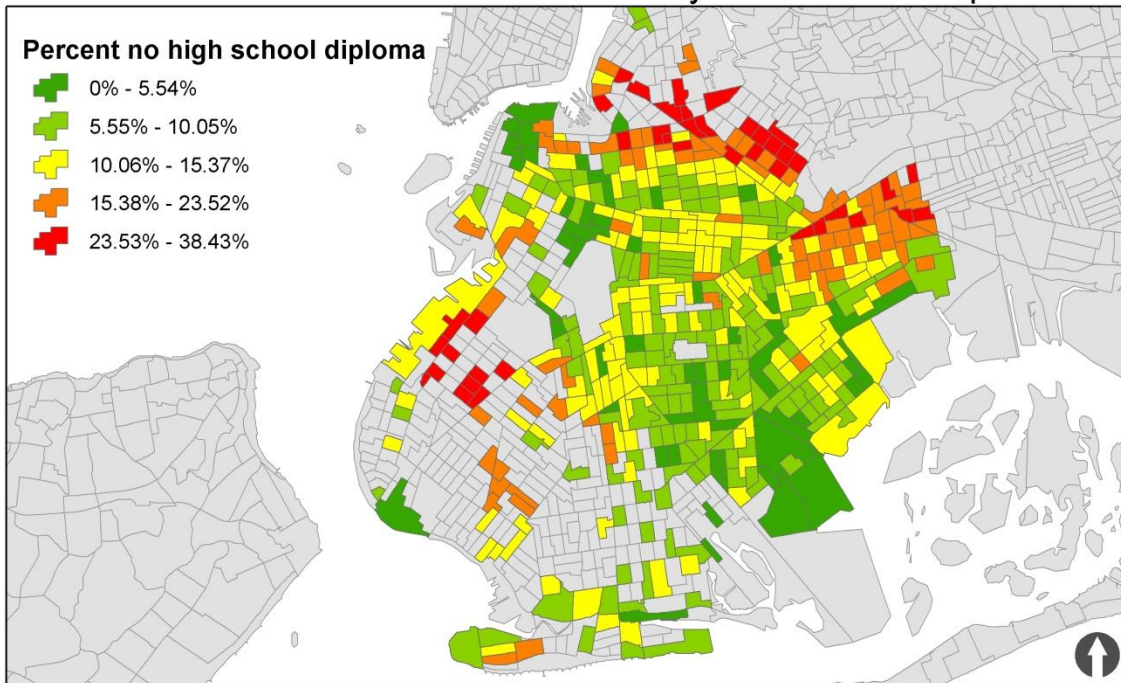 Percent no high school diploma
0% - 5.54%
5.55% - 10.05%
10.06% - 15.37%
15.38% - 23.52%
23.53% - 38.43%